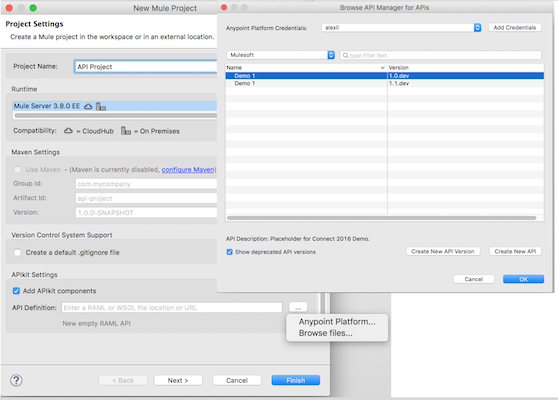 New Mule Project
Project Settings
Create a Mule project in the workspace or in an external location.
Project Name: API Project
Runtime
Mule Server 3.8.0 EE
Compatibility: = CloudHub = On Premises
Maven Settings
Use Maven - (Maven is currently disabled, configure Maven)
Group Id: com.mycompany
Artifact Id: api-project
Version: 1.0.0-SNAPSHOT
Version Control System Support
Create a default .gitignore file
APIkit Settings
Add APIkit components
API Definition: Enter a RAML or WSDL file location or URL ...
New empty RAML API
Anypoint Platform...
Browse files...
? < Back Next > Cancel Finish
Browse API Manager for APIs
Anypoint Platform Credentials: alexli Add Credentials
Mulesoft type filter text
Name Version
Demo 1 1.0.dev
Demo 1 1.1.dev
API Description: Placeholder for Connect 2016 Demo.
Show deprecated API versions Create New API Version Create New API
Cancel OK